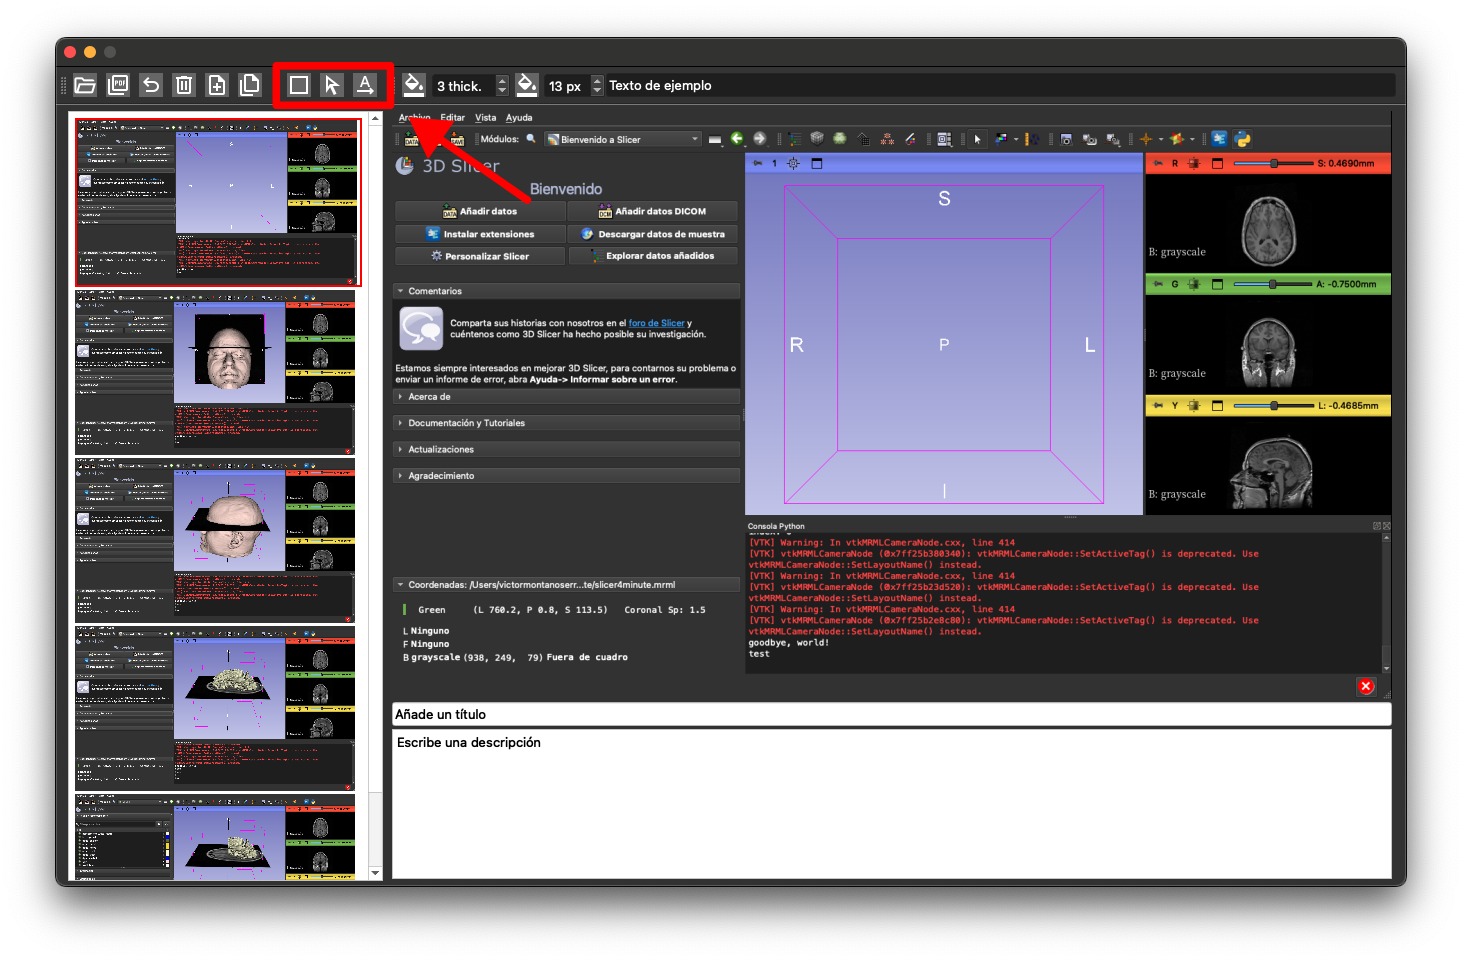 PDF
A
3 thick.
13 px
Texto de ejemplo
Archivo Editar Vista Ayuda
DATA
SAVE
Módulos:
Bienvenido a Slicer
3D Slicer
Bienvenido
Añadir datos
Añadir datos DICOM
Instalar extensiones
Descargar datos de muestra
Personalizar Slicer
Explorar datos añadidos
Comentarios
Comparta sus historias con nosotros en el foro de Slicer y
cuéntenos como 3D Slicer ha hecho posible su investigación.
Estamos siempre interesados en mejorar 3D Slicer, para contarnos su problema o
enviar un informe de error, abra Ayuda-> Informar sobre un error.
Acerca de
Documentación y Tutoriales
Actualizaciones
Agradecimiento
Coordenadas: /Users/victormontanoserr...te/slicer4minute.mrml
Green (L 760.2, P 0.8, S 113.5) Coronal Sp: 1.5
L Ninguno
F Ninguno
B grayscale (938, 249, 79) Fuera de cuadro
1
S
R
P
L
I
R S: 0.4690mm
B: grayscale
G A: -0.7500mm
B: grayscale
Y L: -0.4685mm
B: grayscale
Consola Python
[VTK] Warning: In vtkMRMLCameraNode.cxx, line 414
[VTK] vtkMRMLCameraNode (0x7ff25b380340): vtkMRMLCameraNode::SetActiveTag() is deprecated. Use
vtkMRMLCameraNode::SetLayoutName() instead.
[VTK] Warning: In vtkMRMLCameraNode.cxx, line 414
[VTK] vtkMRMLCameraNode (0x7ff25b23d520): vtkMRMLCameraNode::SetActiveTag() is deprecated. Use
vtkMRMLCameraNode::SetLayoutName() instead.
[VTK] Warning: In vtkMRMLCameraNode.cxx, line 414
[VTK] vtkMRMLCameraNode (0x7ff25b2e8c80): vtkMRMLCameraNode::SetActiveTag() is deprecated. Use
vtkMRMLCameraNode::SetLayoutName() instead.
goodbye, world!
test
Añade un título
Escribe una descripción